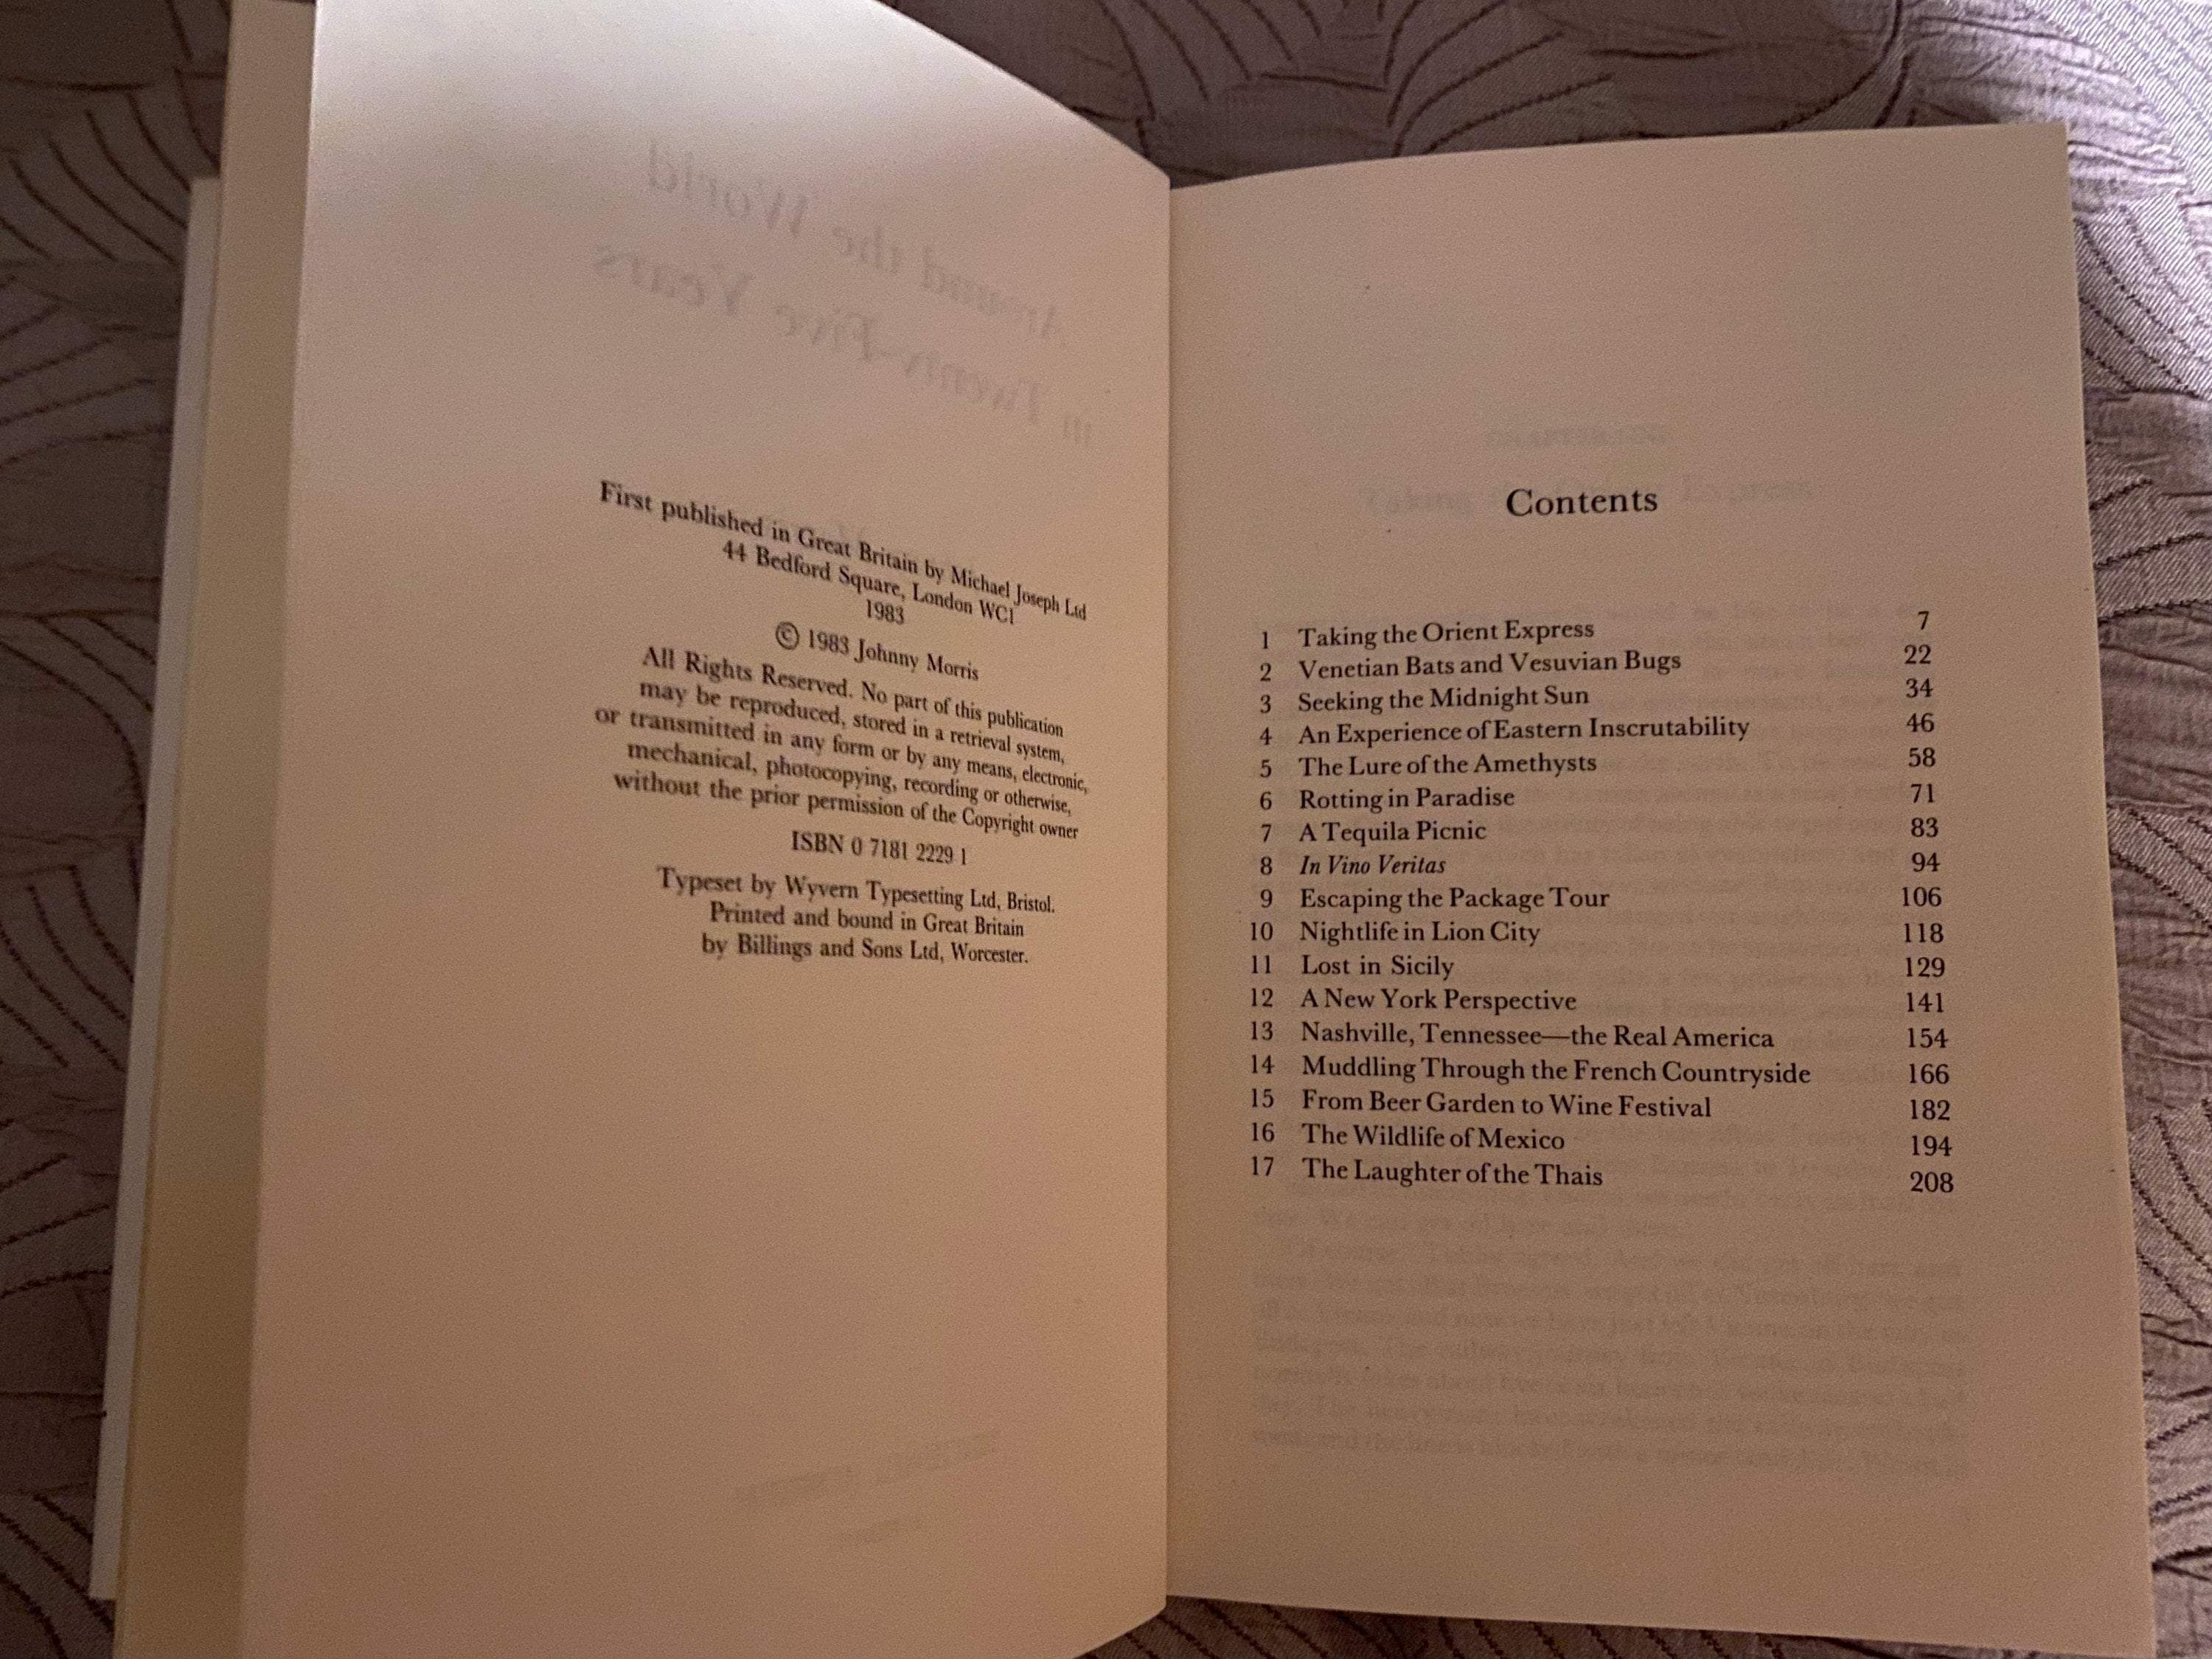 Around the World
in Twenty-Five Years
First published in Great Britain by Michael Joseph Ltd
44 Bedford Square, London WC1
1983
© 1983 Johnny Morris
All Rights Reserved. No part of this publication
may be reproduced, stored in a retrieval system,
or transmitted in any form or by any means, electronic,
mechanical, photocopying, recording or otherwise,
without the prior permission of the Copyright owner
ISBN 0 7181 2229 1
Typeset by Wyvern Typesetting Ltd, Bristol.
Printed and bound in Great Britain
by Billings and Sons Ltd, Worcester.
Contents
1 Taking the Orient Express 7
2 Venetian Bats and Vesuvian Bugs 22
3 Seeking the Midnight Sun 34
4 An Experience of Eastern Inscrutability 46
5 The Lure of the Amethysts 58
6 Rotting in Paradise 71
7 A Tequila Picnic 83
8 In Vino Veritas 94
9 Escaping the Package Tour 106
10 Nightlife in Lion City 118
11 Lost in Sicily 129
12 A New York Perspective 141
13 Nashville, Tennessee—the Real America 154
14 Muddling Through the French Countryside 166
15 From Beer Garden to Wine Festival 182
16 The Wildlife of Mexico 194
17 The Laughter of the Thais 208